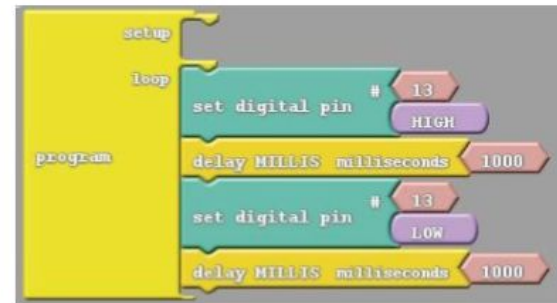 setup
loop
# 13
set digital pin
HIGH
program
delay MILLIS milliseconds 1000
# 13
set digital pin
LOW
delay MILLIS milliseconds 1000